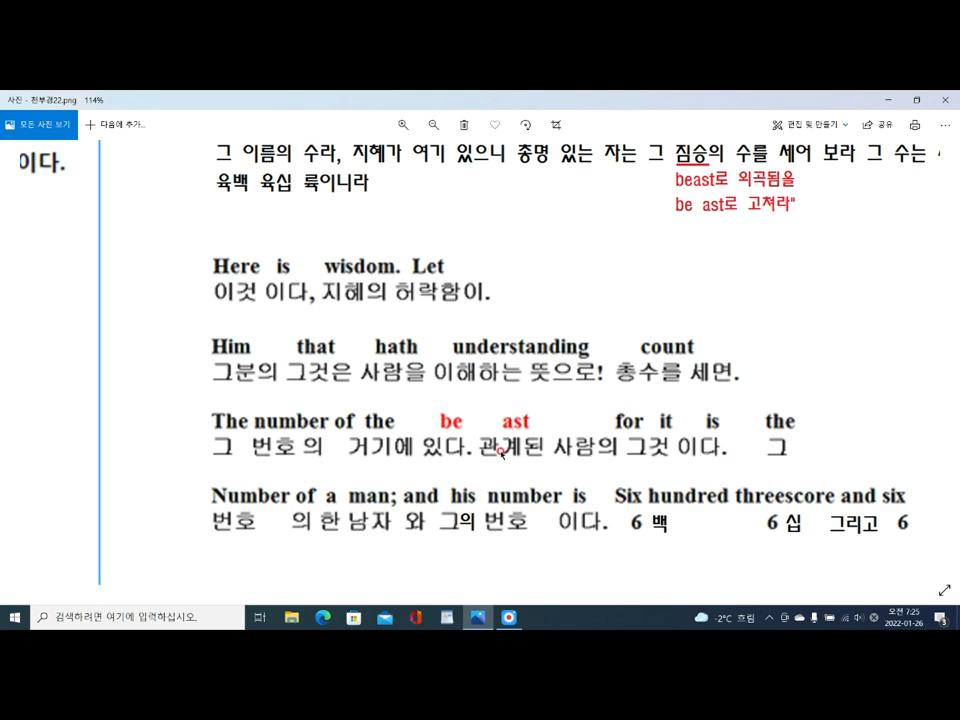 사진 - 천부경22.png 114%
모든 사진 보기 다음에 추가... 편집 및 만들기 공유
이다.
그 이름의 수라, 지혜가 여기 있으니 총명 있는 자는 그 짐승의 수를 세어 보라 그 수는
육백 육십 륙이니라
beast로 외곡됨을
be ast로 고쳐라"
Here is wisdom. Let
이것 이다, 지혜의 허락함이.
Him that hath understanding count
그분의 그것은 사람을 이해하는 뜻으로! 총수를 세면.
The number of the be ast for it is the
그 번호 의 거기에 있다. 관계된 사람의 그것 이다. 그
Number of a man; and his number is Six hundred threescore and six
번호 의 한 남자 와 그의 번호 이다. 6 백 6 십 그리고 6
검색하려면 여기에 입력하십시오.
-2°C 흐림
오전 7:25
2022-01-26
3